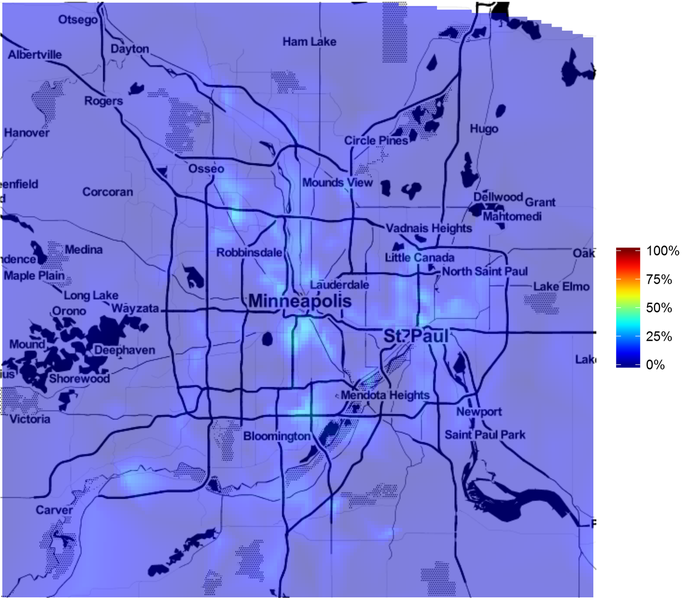 Otsego
Albertville
Dayton
Ham Lake
Rogers
Hanover
Circle Pines
Hugo
Osseo
Mounds View
enfield
Corcoran
Dellwood
Grant
Mahtomedi
Vadnais Heights
Medina
Robbinsdale
Little Canada
Oak
ndence
Maple Plain
North Saint Paul
Lauderdale
Lake Elmo
Long Lake
Minneapolis
Orono
Wayzata
St. Paul
Mound
Deephaven
Lake
ius
Shorewood
Mendota Heights
Victoria
Newport
Bloomington
Saint Paul Park
Carver
100%
75%
50%
25%
0%